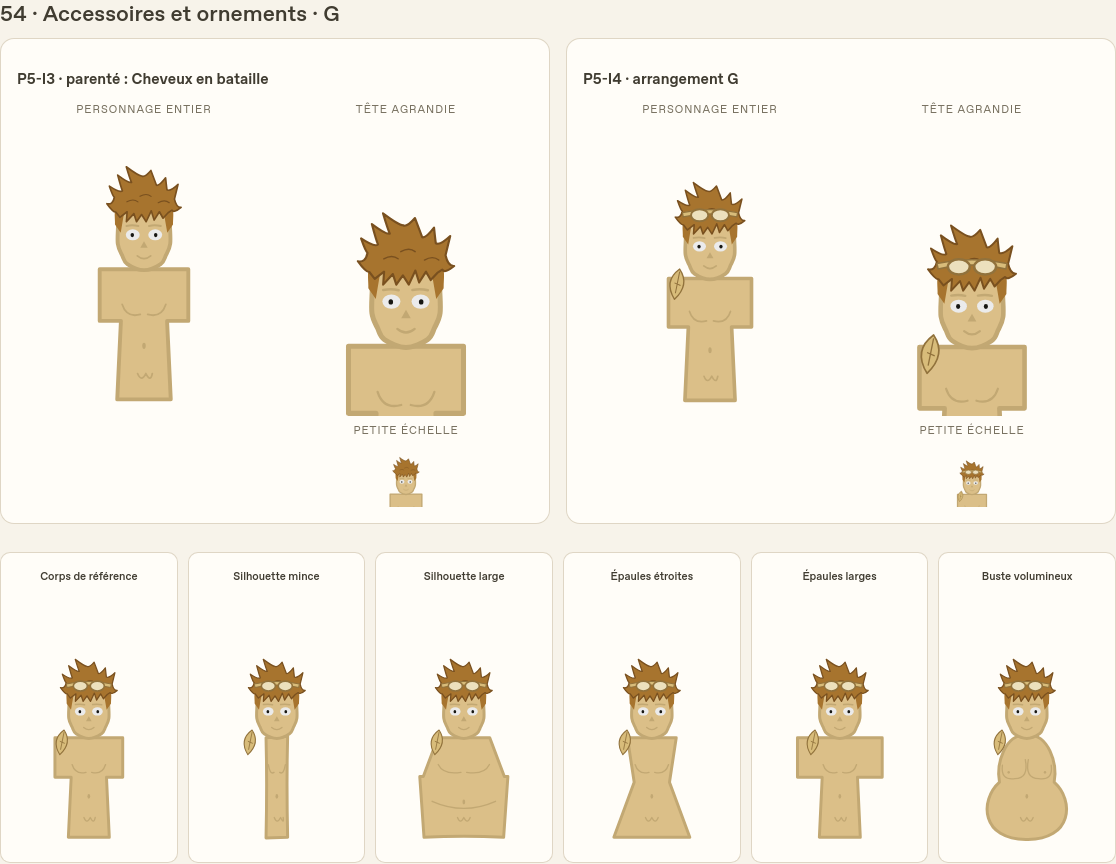 54 · Accessoires et ornements · G
P5-I3 · parenté : Cheveux en bataille
PERSONNAGE ENTIER
TÊTE AGRANDIE
PETITE ÉCHELLE
P5-I4 · arrangement G
PERSONNAGE ENTIER
TÊTE AGRANDIE
PETITE ÉCHELLE
Corps de référence
Silhouette mince
Silhouette large
Épaules étroites
Épaules larges
Buste volumineux